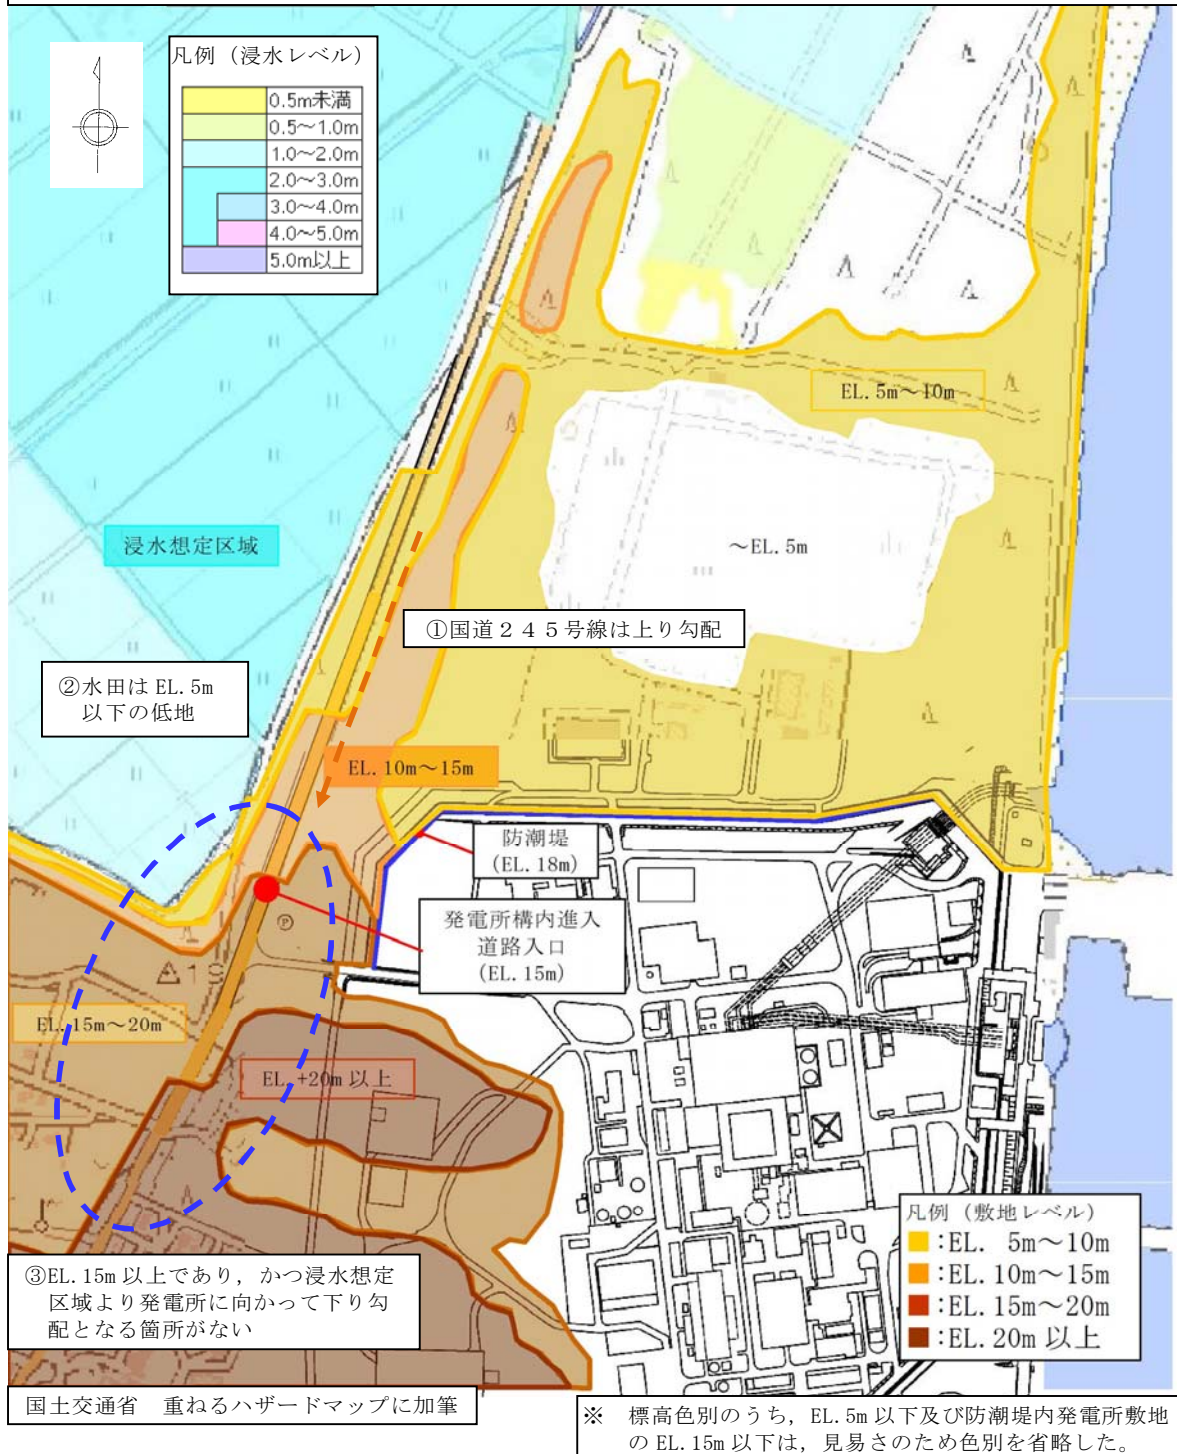 凡例（浸水レベル）
0.5m未満
0.5～1.0m
1.0～2.0m
2.0～3.0m
3.0～4.0m
4.0～5.0m
5.0m以上
EL.5m～10m
浸水想定区域
～EL.5m
①国道２４５号線は上り勾配
②水田はEL.5m
以下の低地
EL.10m～15m
防潮堤
(EL.18m)
発電所構内進入
道路入口
(EL.15m)
P
EL.15m～20m
EL.+20m以上
凡例（敷地レベル）
:EL. 5m～10m
:EL.10m～15m
:EL.15m～20m
:EL.20m以上
③EL.15m以上であり，かつ浸水想定
区域より発電所に向かって下り勾
配となる箇所がない
国土交通省　重ねるハザードマップに加筆
※　標高色別のうち，EL.5m以下及び防潮堤内発電所敷地
のEL.15m以下は，見易さのため色別を省略した。